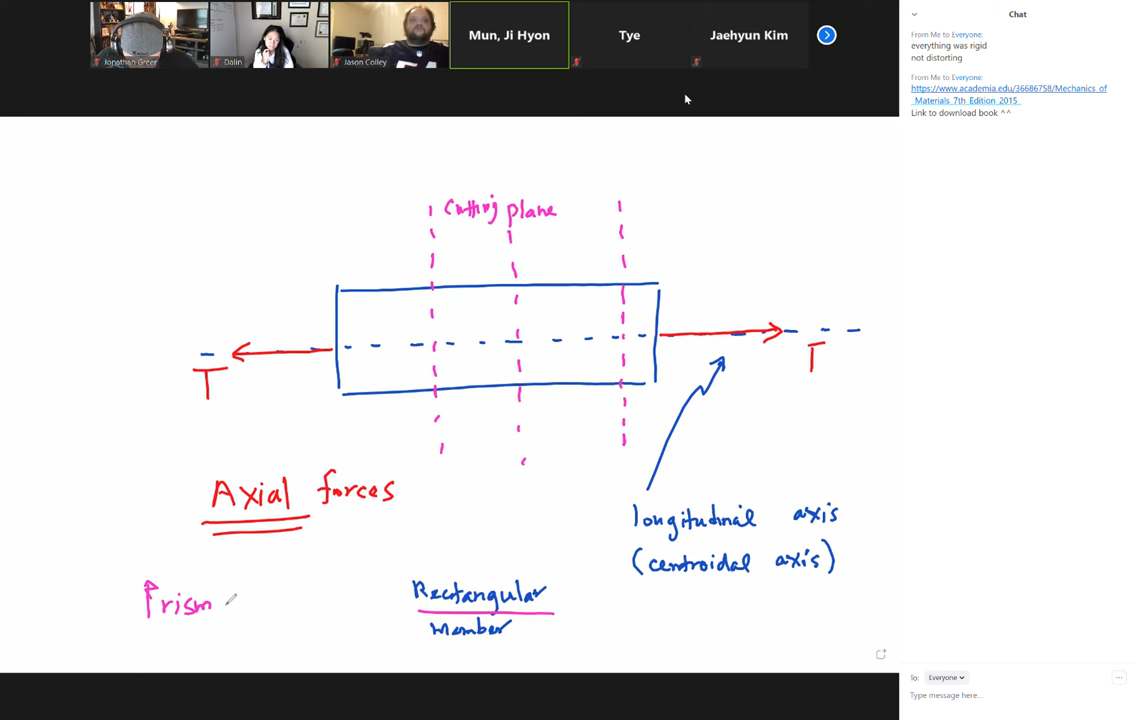 Jonathan Greer
Dalin
Jason Colley
Mun, Ji Hyon
Tye
Jaehyun Kim
Chat
From Me to Everyone:
everything was rigid
not distorting
From Me to Everyone:
https://www.academia.edu/36686758/Mechanics_of
_Materials_7th_Edition_2015_
Link to download book ^^
Cutting plane
T
T
Axial forces
longitudinal axis
(centroidal axis)
Prism
Rectangular
member
To: Everyone
Type message here...